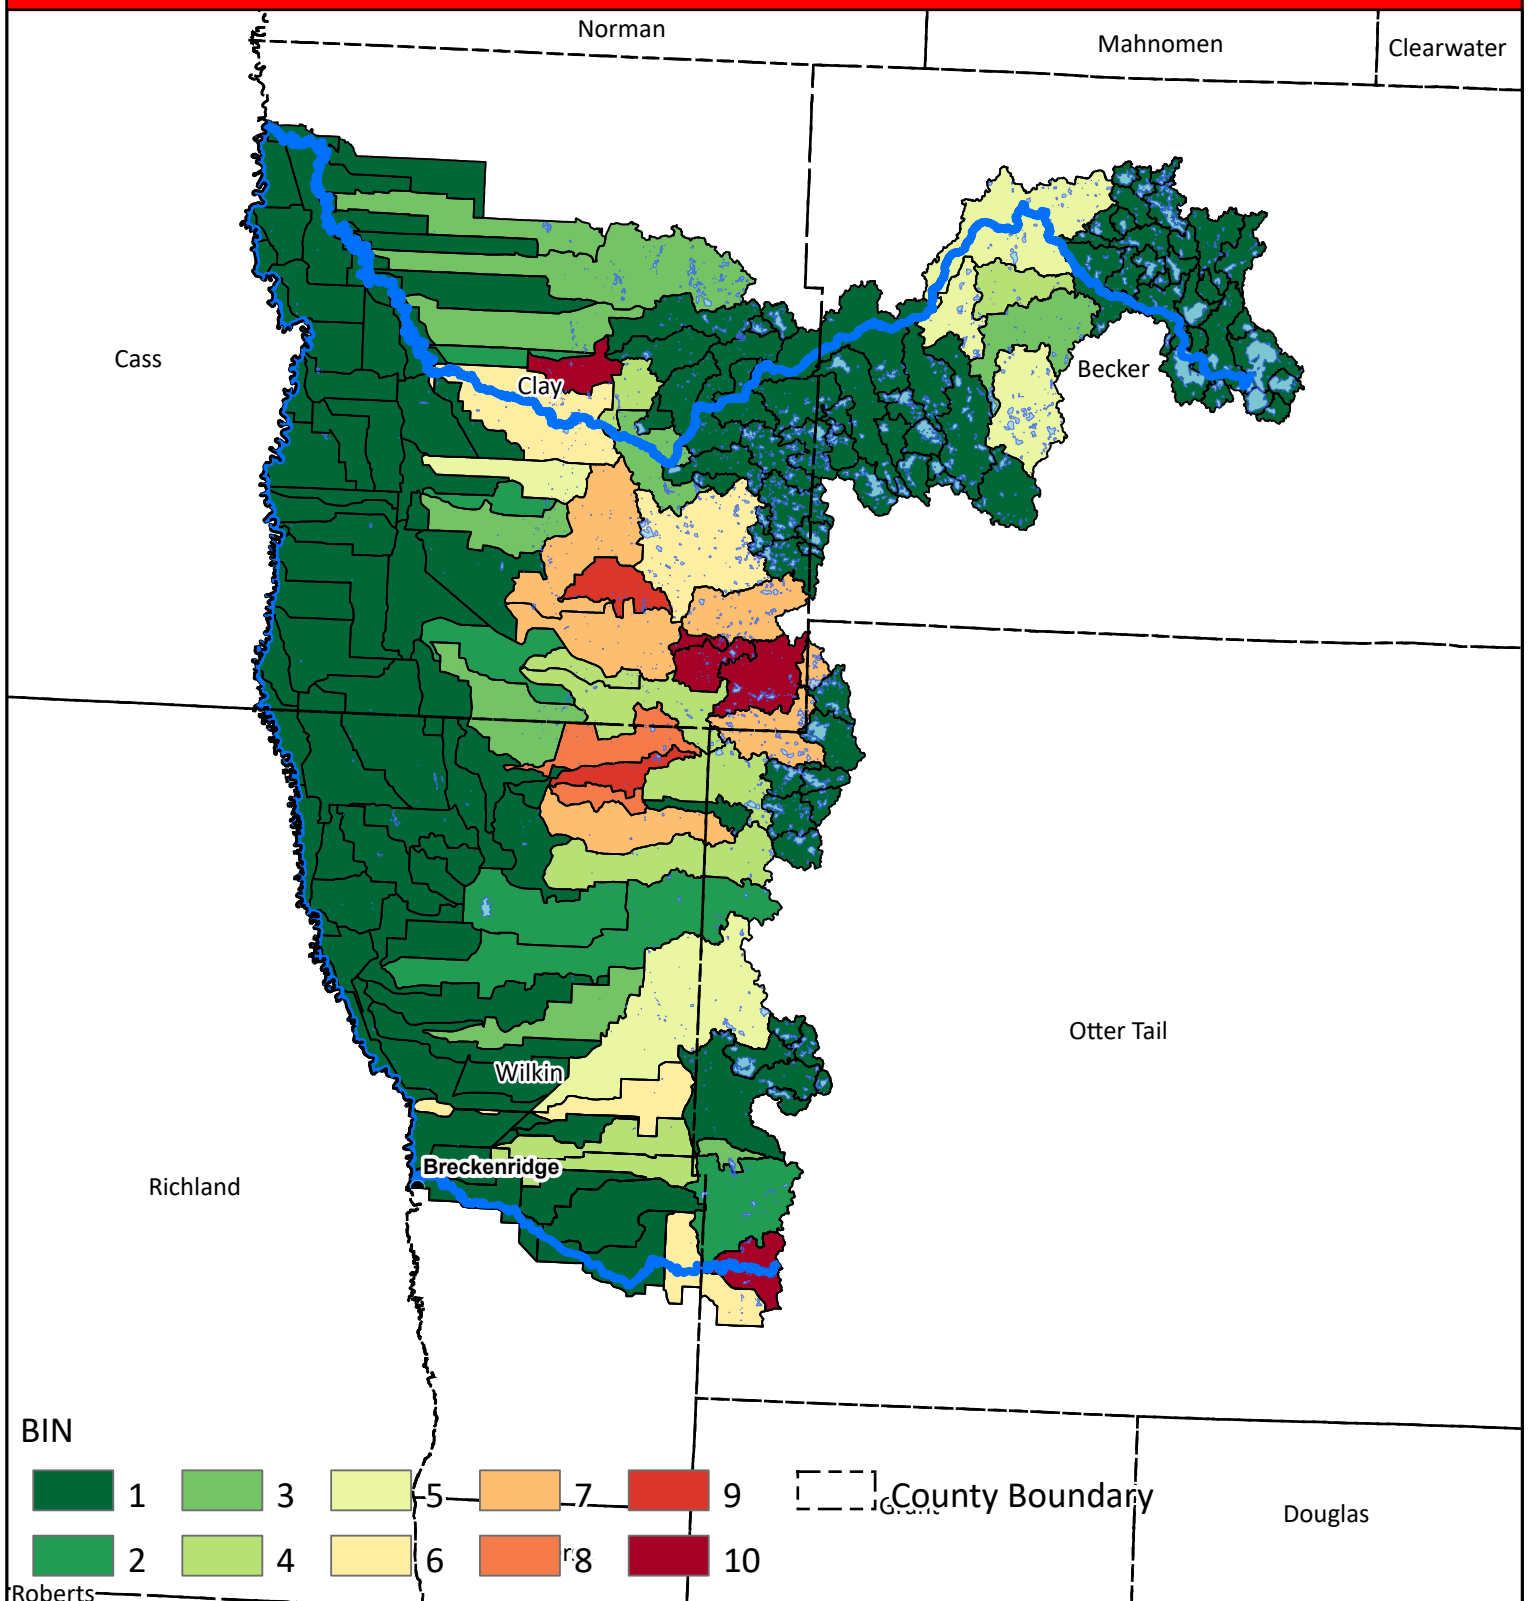 Norman
Mahnomen
Clearwater
Cass
Clay
Becker
Otter Tail
Wilkin
Breckenridge
Richland
BIN
1
3
5
7
9
County Boundary
Grant
Douglas
2
4
6
8
10
Roberts